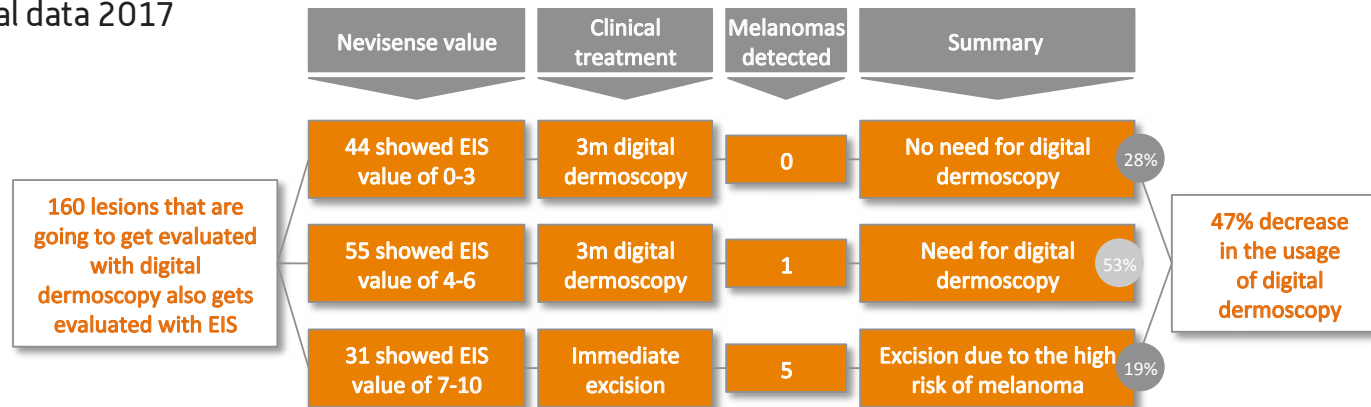 al data 2017
Nevisense value
Clinical
treatment
Melanomas
detected
Summary
44 showed EIS
value of 0-3
3m digital
dermoscopy
0
No need for digital
dermoscopy
28%
160 lesions that are
going to get evaluated
with digital
dermoscopy also gets
evaluated with EIS
55 showed EIS
value of 4-6
3m digital
dermoscopy
1
Need for digital
dermoscopy
53%
47% decrease
in the usage
of digital
dermoscopy
31 showed EIS
value of 7-10
Immediate
excision
5
Excision due to the high
risk of melanoma
19%